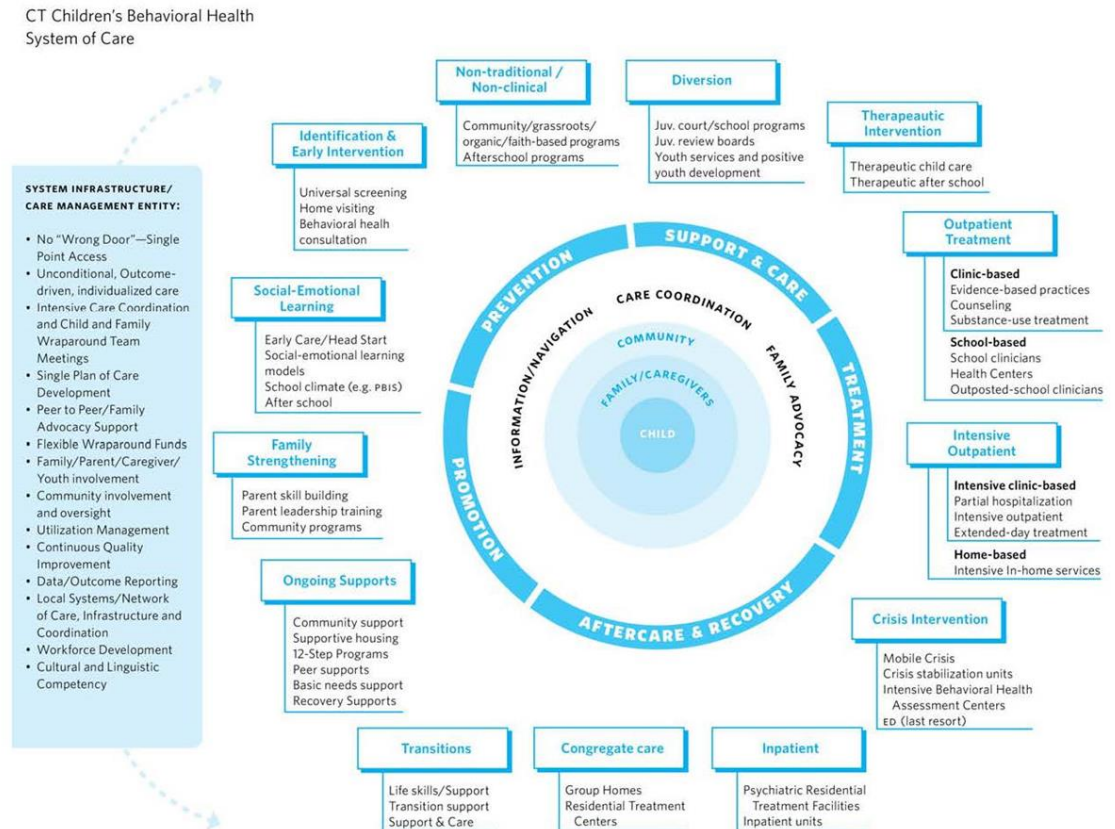 CT Children's Behavioral Health
System of Care
SYSTEM INFRASTRUCTURE/
CARE MANAGEMENT ENTITY:
• No "Wrong Door"—Single
Point Access
• Unconditional, Outcome-
driven, individualized care
• Intensive Care Coordination
and Child and Family
Wraparound Team
Meetings
• Single Plan of Care
Development
• Peer to Peer/Family
Advocacy Support
• Flexible Wraparound Funds
• Family/Parent/Caregiver/
Youth involvement
• Community involvement
and oversight
• Utilization Management
• Continuous Quality
Improvement
• Data/Outcome Reporting
• Local Systems/Network
of Care, Infrastructure and
Coordination
• Workforce Development
• Cultural and Linguistic
Competency
Non-traditional /
Non-clinical
Community/grassroots/
organic/faith-based programs
Afterschool programs
Diversion
Juv. court/school programs
Juv. review boards
Youth services and positive
youth development
Therapeautic
Intervention
Therapeutic child care
Therapeutic after school
Outpatient
Treatment
Clinic-based
Evidence-based practices
Counseling
Substance-use treatment
School-based
School clinicians
Health Centers
Outposted-school clinicians
Intensive
Outpatient
Intensive clinic-based
Partial hospitalization
Intensive outpatient
Extended-day treatment
Home-based
Intensive In-home services
Crisis Intervention
Mobile Crisis
Crisis stabilization units
Intensive Behavioral Health
Assessment Centers
ED (last resort)
Inpatient
Psychiatric Residential
Treatment Facilities
Inpatient units
Congregate care
Group Homes
Residential Treatment
Centers
Transitions
Life skills/Support
Transition support
Support & Care
Ongoing Supports
Community support
Supportive housing
12-Step Programs
Peer supports
Basic needs support
Recovery Supports
Family
Strengthening
Parent skill building
Parent leadership training
Community programs
Social-Emotional
Learning
Early Care/Head Start
Social-emotional learning
models
School climate (e.g. PBIS)
After school
Identification &
Early Intervention
Universal screening
Home visiting
Behavioral healh
consultation
PREVENTION
SUPPORT & CARE
TREATMENT
AFTERCARE & RECOVERY
PROMOTION
INFORMATION/NAVIGATION
CARE COORDINATION
FAMILY ADVOCACY
COMMUNITY
FAMILY/CAREGIVERS
CHILD